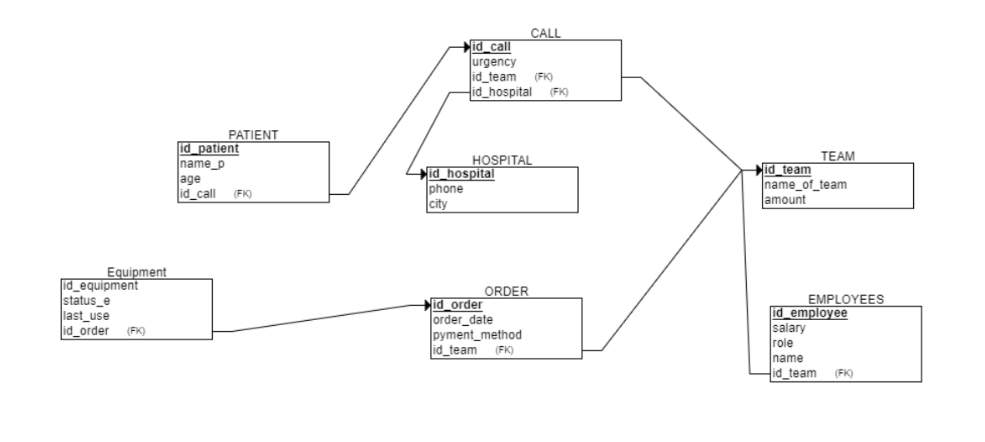 CALL
id_call
urgency
id_team (FK)
id_hospital (FK)
PATIENT
id_patient
name_p
age
id_call (FK)
HOSPITAL
id_hospital
phone
city
TEAM
id_team
name_of_team
amount
Equipment
id_equipment
status_e
last_use
id_order (FK)
ORDER
id_order
order_date
pyment_method
id_team (FK)
EMPLOYEES
id_employee
salary
role
name
id_team (FK)